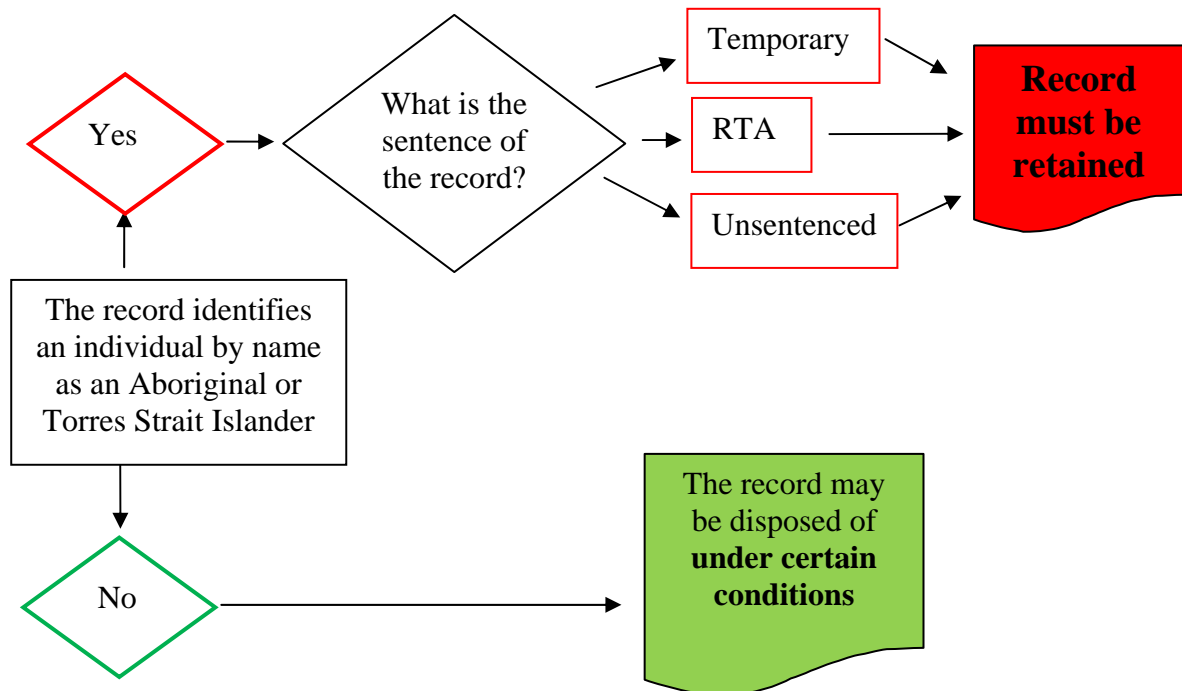 Temporary
Record
must be
retained
What is the
sentence of
the record?
Yes
RTA
Unsentenced
The record identifies
an individual by name
as an Aboriginal or
Torres Strait Islander
The record may
be disposed of
under certain
conditions
No